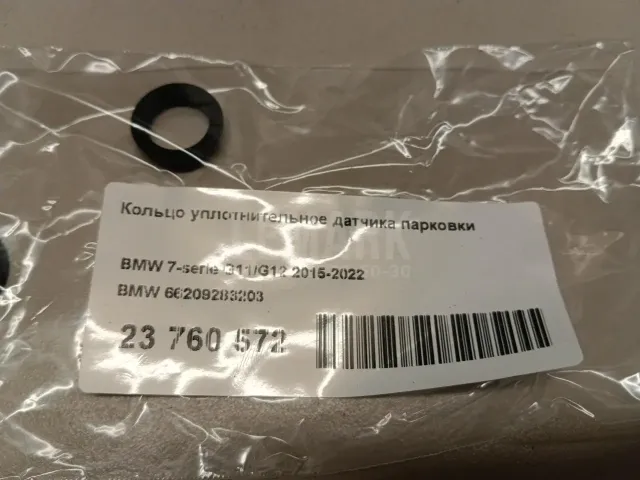 Кольцо уплотнительное датчика парковки
BMW 7-serie G11/G12 2015-2022
BMW 66209283203
23 760 572